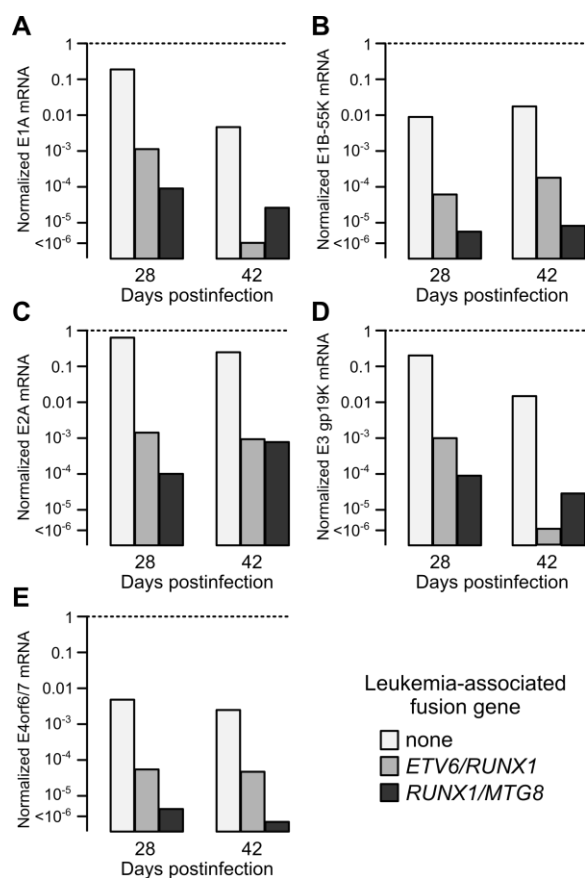 A
Normalized E1A mRNA
1
0.1
0.01
10⁻³
10⁻⁴
10⁻⁵
<10⁻⁶
28
42
Days postinfection
B
Normalized E1B-55K mRNA
1
0.1
0.01
10⁻³
10⁻⁴
10⁻⁵
<10⁻⁶
28
42
Days postinfection
C
Normalized E2A mRNA
1
0.1
0.01
10⁻³
10⁻⁴
10⁻⁵
<10⁻⁶
28
42
Days postinfection
D
Normalized E3 gp19K mRNA
1
0.1
0.01
10⁻³
10⁻⁴
10⁻⁵
<10⁻⁶
28
42
Days postinfection
E
Normalized E4orf6/7 mRNA
1
0.01
10⁻³
10⁻⁴
10⁻⁵
<10⁻⁶
28
42
Days postinfection
Leukemia-associated
fusion gene
none
ETV6/RUNX1
RUNX1/MTG8